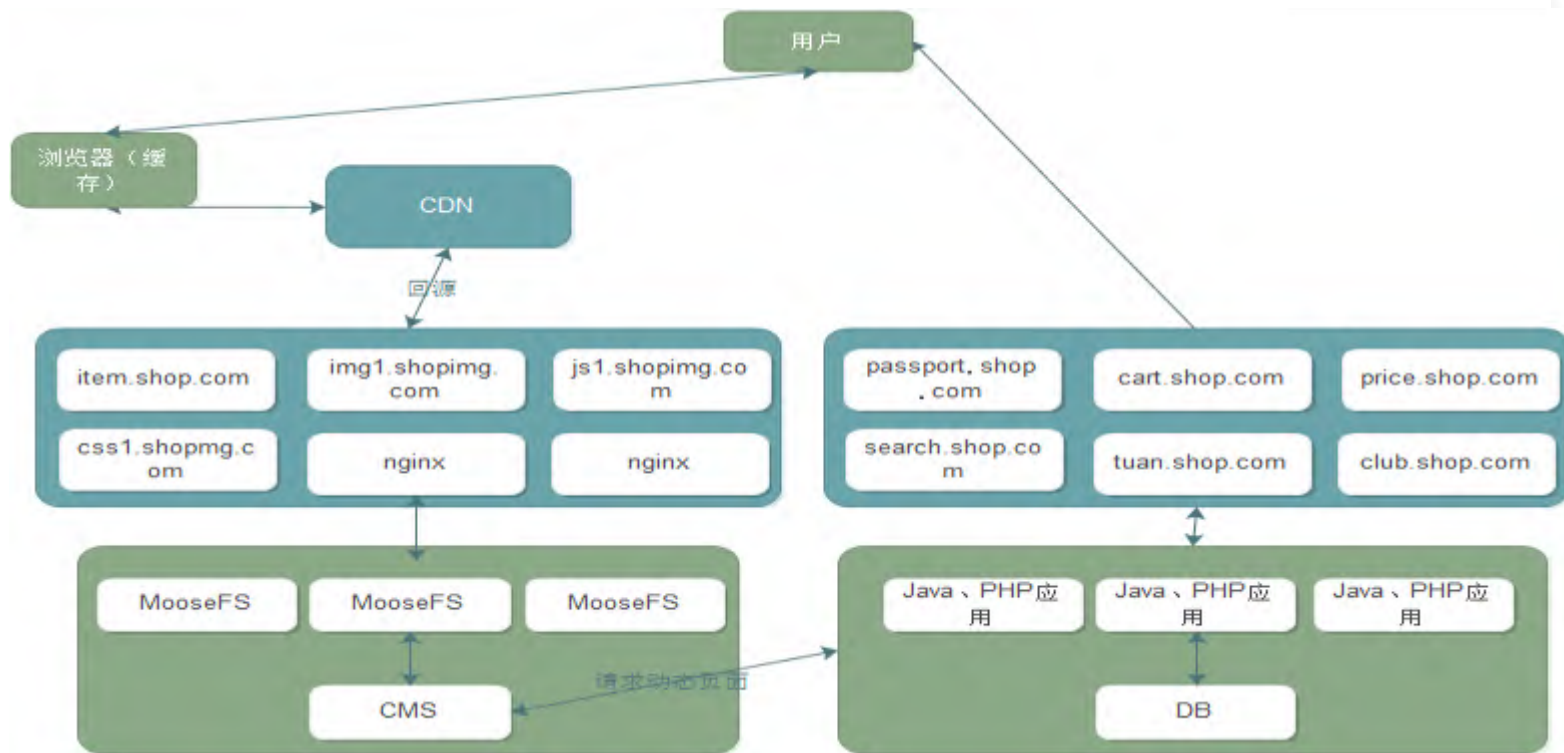 用户
浏览器（缓
存）
CDN
回源
item.shop.com
img1.shopimg.
com
js1.shopimg.co
m
css1.shopmg.c
om
nginx
nginx
passport.shop
.com
cart.shop.com
price.shop.com
search.shop.co
m
tuan.shop.com
club.shop.com
MooseFS
MooseFS
MooseFS
CMS
请求动态页面
Java、PHP应
用
Java、PHP应
用
Java、PHP应
用
DB